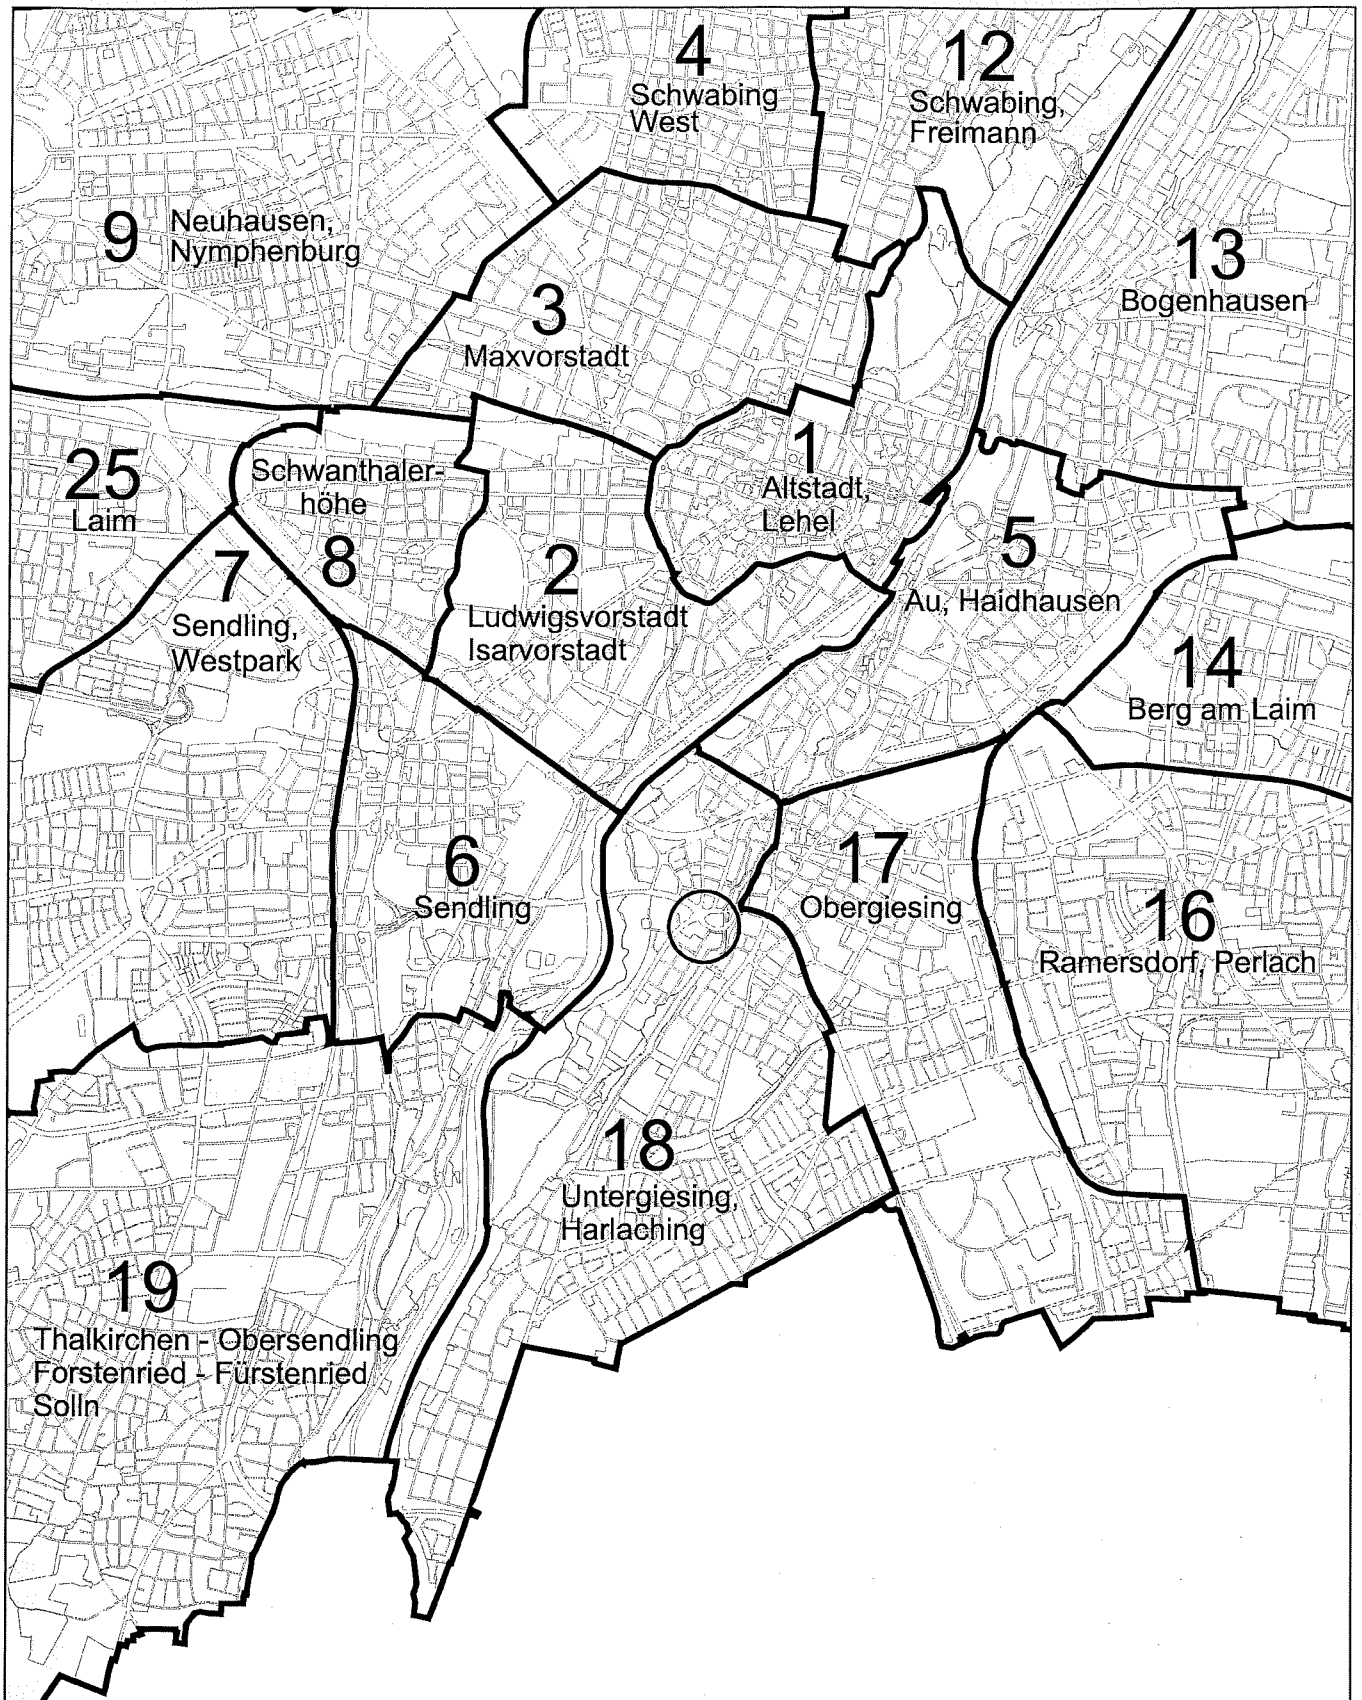 4
Schwabing
West
12
Schwabing,
Freimann
9
Neuhausen,
Nymphenburg
13
Bogenhausen
3
Maxvorstadt
25
Laim
Schwanthaler-
höhe
8
1
Altstadt,
Lehel
7
Sendling,
Westpark
2
Ludwigsvorstadt
Isarvorstadt
5
Au, Haidhausen
14
Berg am Laim
6
Sendling
17
Obergiesing
16
Ramersdorf, Perlach
18
Untergiesing,
Harlaching
19
Thalkirchen - Obersendling
Forstenried - Fürstenried
Solln